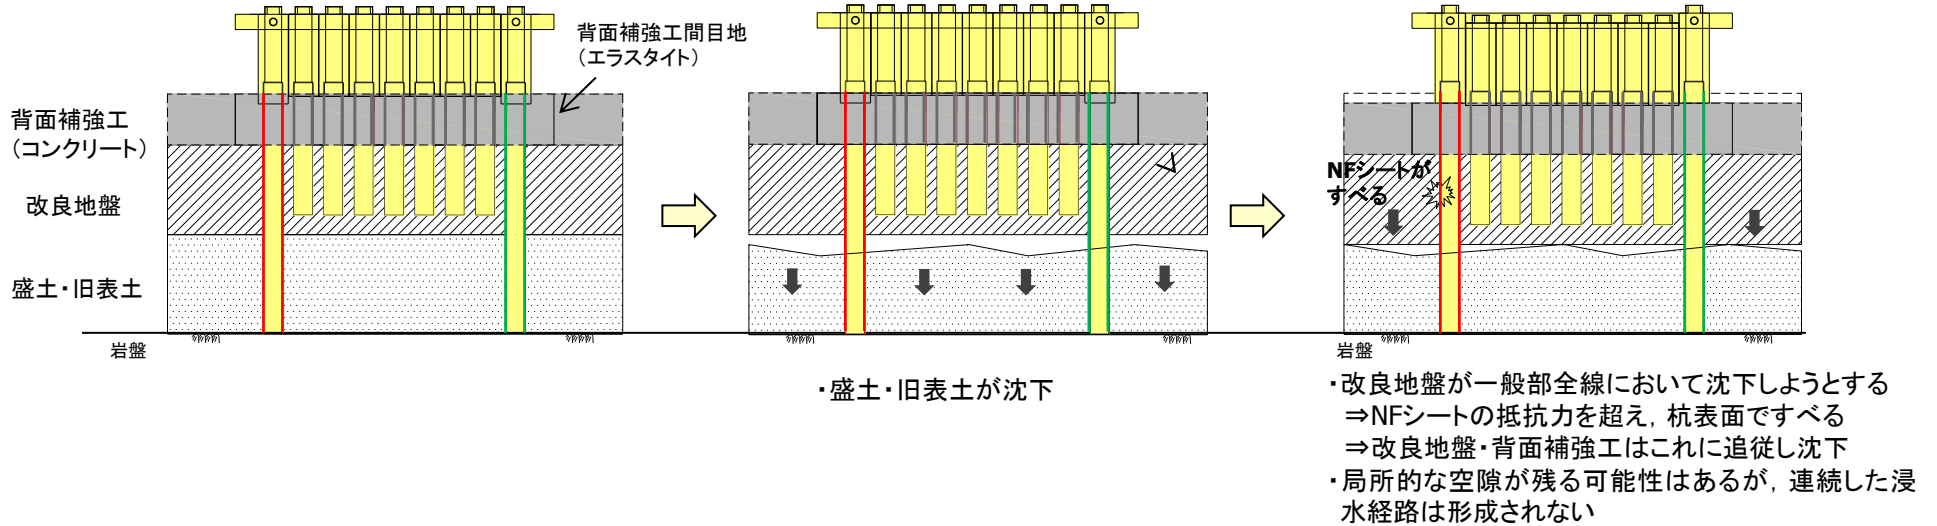 背面補強工間目地
（エラスタイト）
背面補強工
（コンクリート）
改良地盤
盛土・旧表土
岩盤
・盛土・旧表土が沈下
NFシートが
すべる
岩盤
・改良地盤が一般部全線において沈下しようとする
⇒NFシートの抵抗力を超え，杭表面ですべる
⇒改良地盤・背面補強工はこれに追従し沈下
・局所的な空隙が残る可能性はあるが，連続した浸
水経路は形成されない